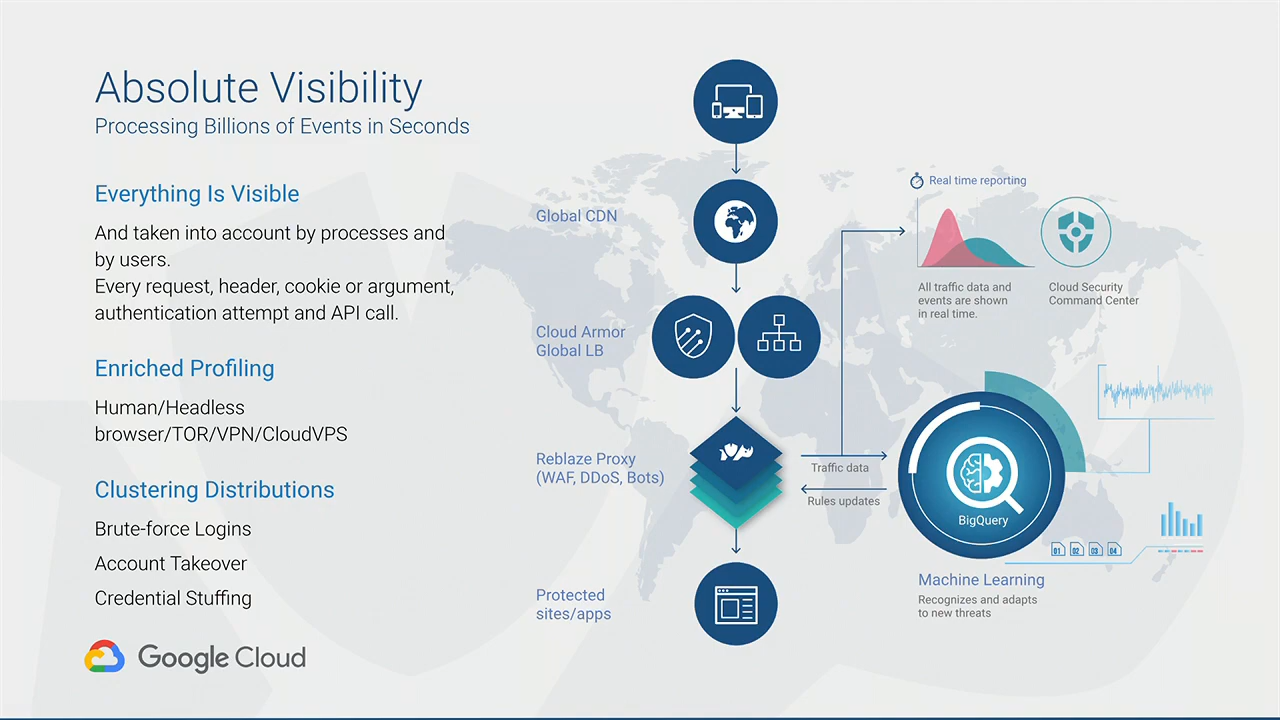 Absolute Visibility
Processing Billions of Events in Seconds
Everything Is Visible
And taken into account by processes and
by users.
Every request, header, cookie or argument,
authentication attempt and API call.
Enriched Profiling
Human/Headless
browser/TOR/VPN/CloudVPS
Clustering Distributions
Brute-force Logins
Account Takeover
Credential Stuffing
Google Cloud
Global CDN
Cloud Armor
Global LB
Reblaze Proxy
(WAF, DDoS, Bots)
Protected
sites/apps
Traffic data
Rules updates
Real time reporting
All traffic data and
events are shown
in real time.
Cloud Security
Command Center
BigQuery
01 02 03 04
Machine Learning
Recognizes and adapts
to new threats